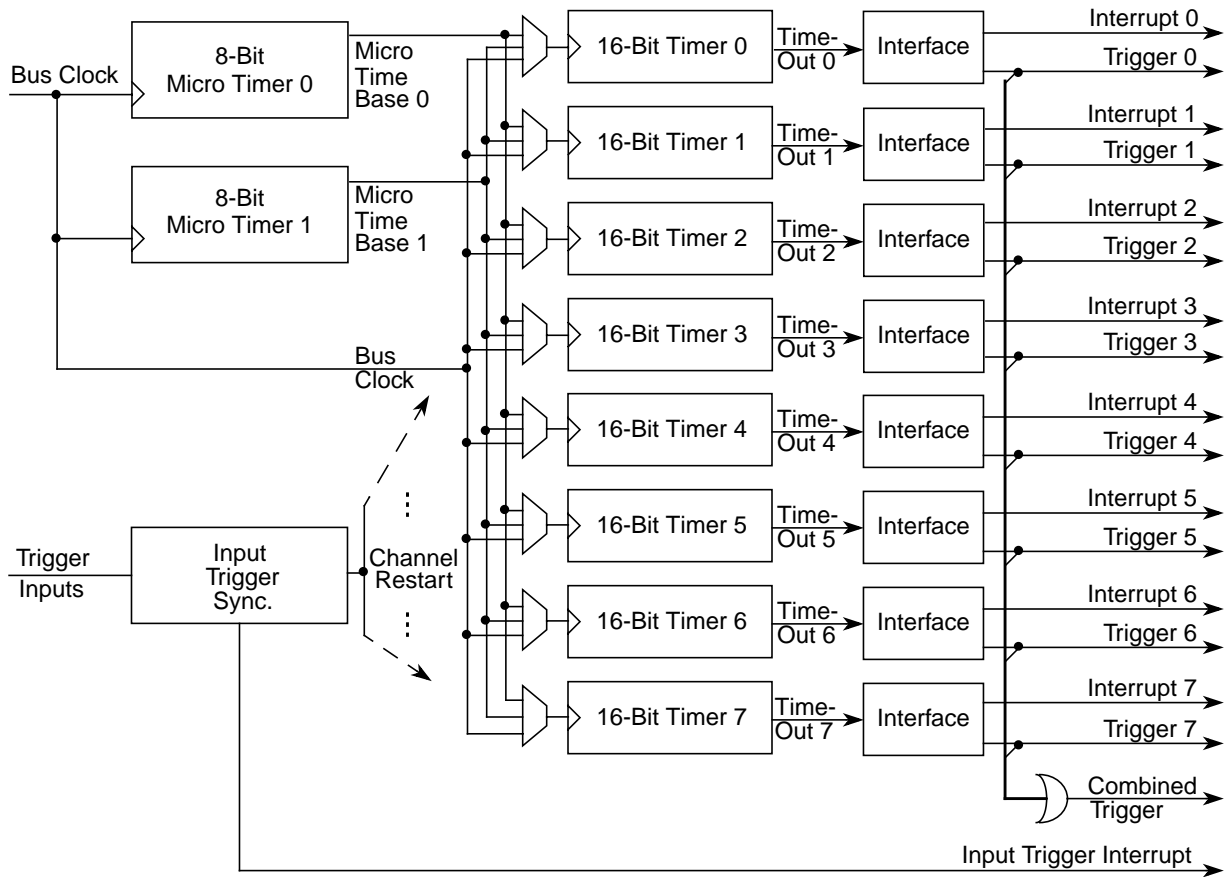 Bus Clock
8-Bit
Micro Timer 0
Micro
Time
Base 0
8-Bit
Micro Timer 1
Micro
Time
Base 1
Bus
Clock
16-Bit Timer 0
Time-
Out 0
Interface
Interrupt 0
Trigger 0
16-Bit Timer 1
Time-
Out 1
Interface
Interrupt 1
Trigger 1
16-Bit Timer 2
Time-
Out 2
Interface
Interrupt 2
Trigger 2
16-Bit Timer 3
Time-
Out 3
Interface
Interrupt 3
Trigger 3
16-Bit Timer 4
Time-
Out 4
Interface
Interrupt 4
Trigger 4
16-Bit Timer 5
Time-
Out 5
Interface
Interrupt 5
Trigger 5
16-Bit Timer 6
Time-
Out 6
Interface
Interrupt 6
Trigger 6
16-Bit Timer 7
Time-
Out 7
Interface
Interrupt 7
Trigger 7
Trigger
Inputs
Input
Trigger
Sync.
Channel
Restart
Combined
Trigger
Input Trigger Interrupt